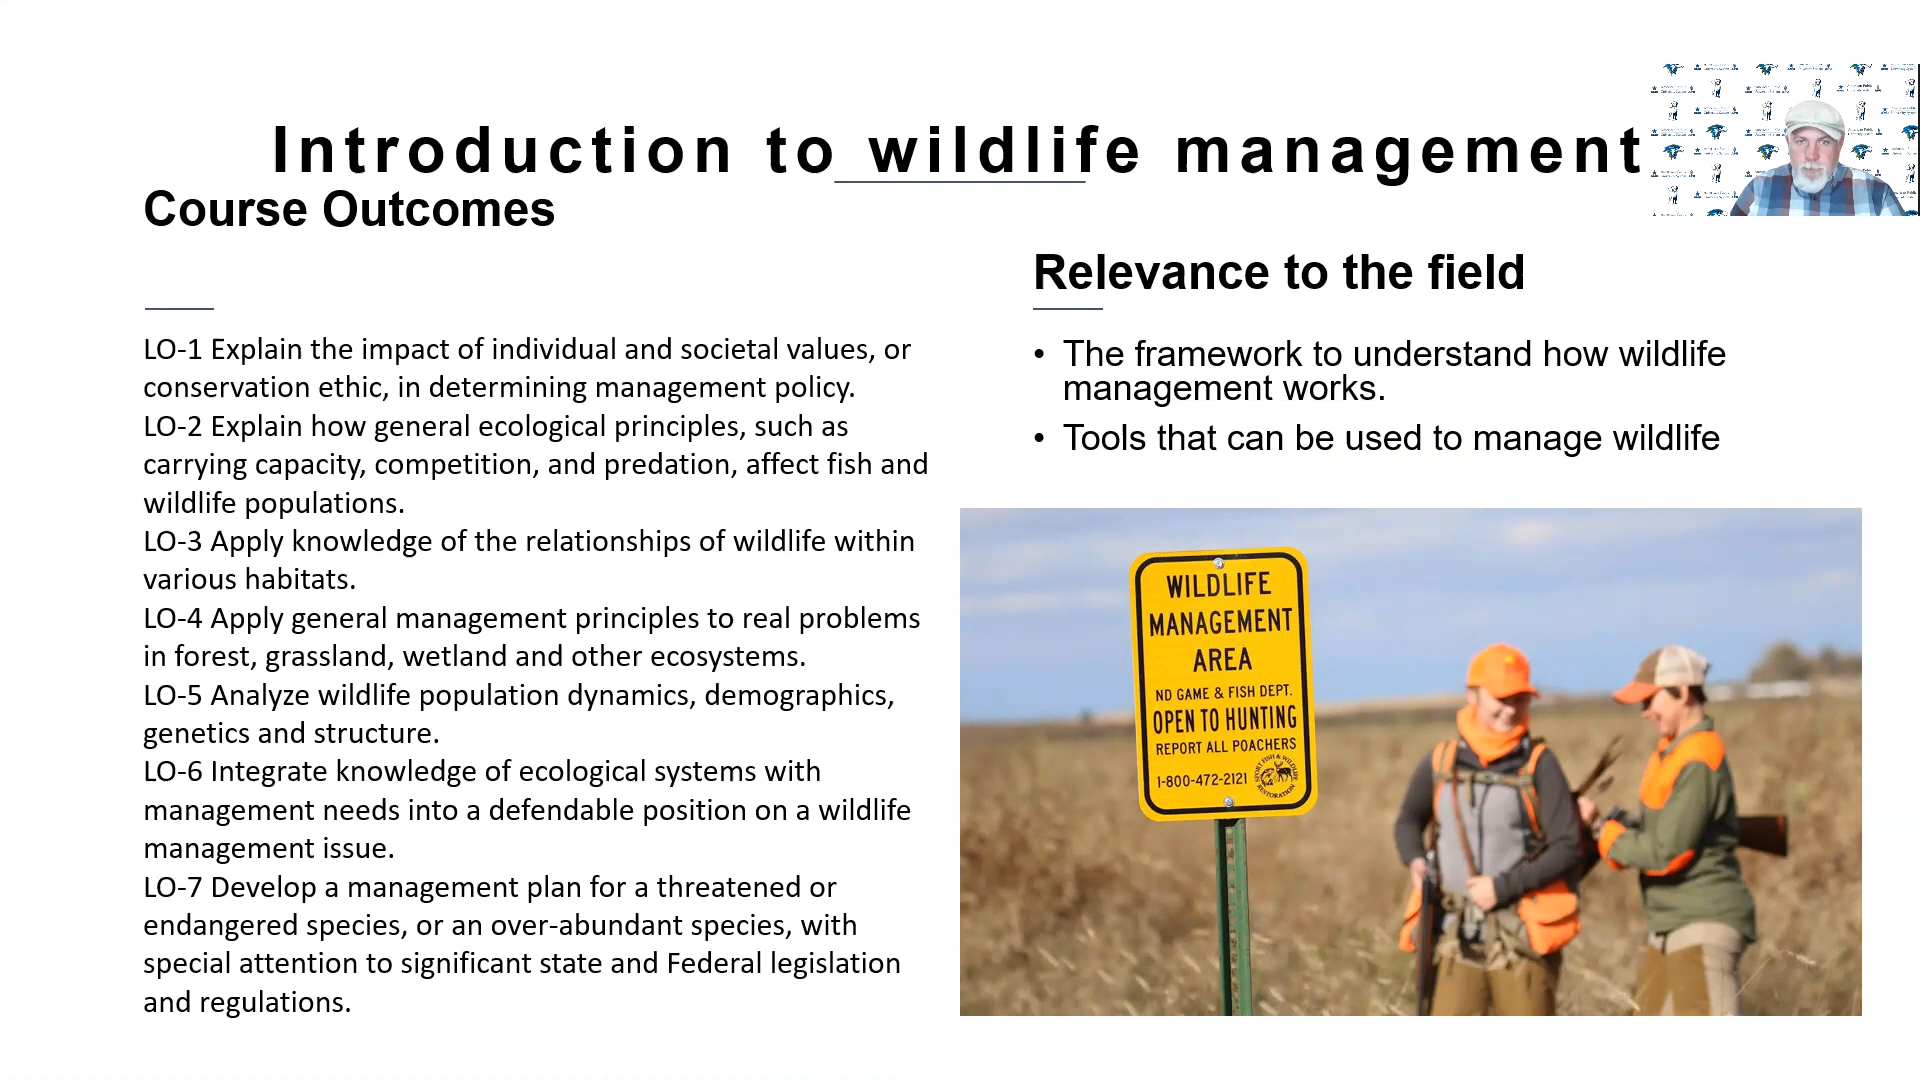 Introduction to wildlife management
Course Outcomes
LO-1 Explain the impact of individual and societal values, or
conservation ethic, in determining management policy.
LO-2 Explain how general ecological principles, such as
carrying capacity, competition, and predation, affect fish and
wildlife populations.
LO-3 Apply knowledge of the relationships of wildlife within
various habitats.
LO-4 Apply general management principles to real problems
in forest, grassland, wetland and other ecosystems.
LO-5 Analyze wildlife population dynamics, demographics,
genetics and structure.
LO-6 Integrate knowledge of ecological systems with
management needs into a defendable position on a wildlife
management issue.
LO-7 Develop a management plan for a threatened or
endangered species, or an over-abundant species, with
special attention to significant state and Federal legislation
and regulations.
Relevance to the field
• The framework to understand how wildlife
management works.
• Tools that can be used to manage wildlife
WILDLIFE
MANAGEMENT
AREA
ND GAME & FISH DEPT.
OPEN TO HUNTING
REPORT ALL POACHERS
1-800-472-2121
SPORT FISH & WILDLIFE
RESTORATION